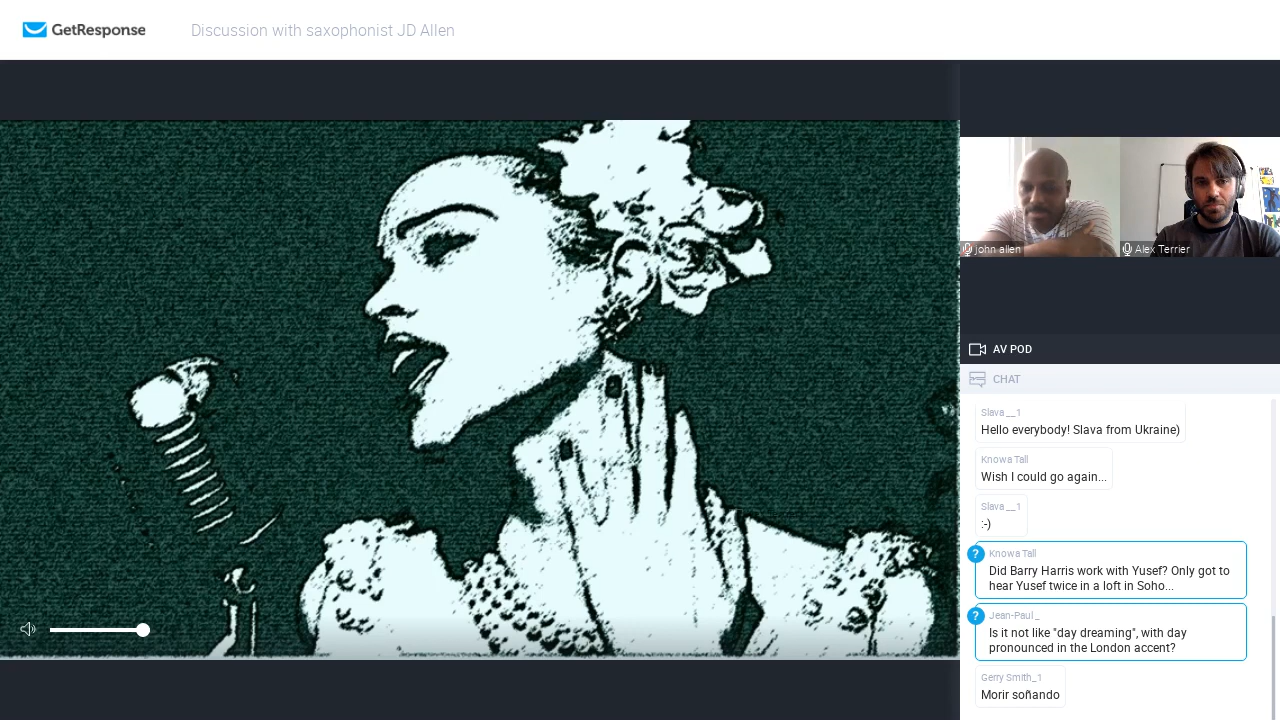 GetResponse
Discussion with saxophonist JD Allen
john allen
Alex Terrier
AV POD
CHAT
Slava__1
Hello everybody! Slava from Ukraine)
Knowa Tall
Wish I could go again...
Slava__1
:-)
?
Knowa Tall
Did Barry Harris work with Yusef? Only got to
hear Yusef twice in a loft in Soho...
?
Jean-Paul_
Is it not like "day dreaming", with day
pronounced in the London accent?
Gerry Smith_1
Morir soñando